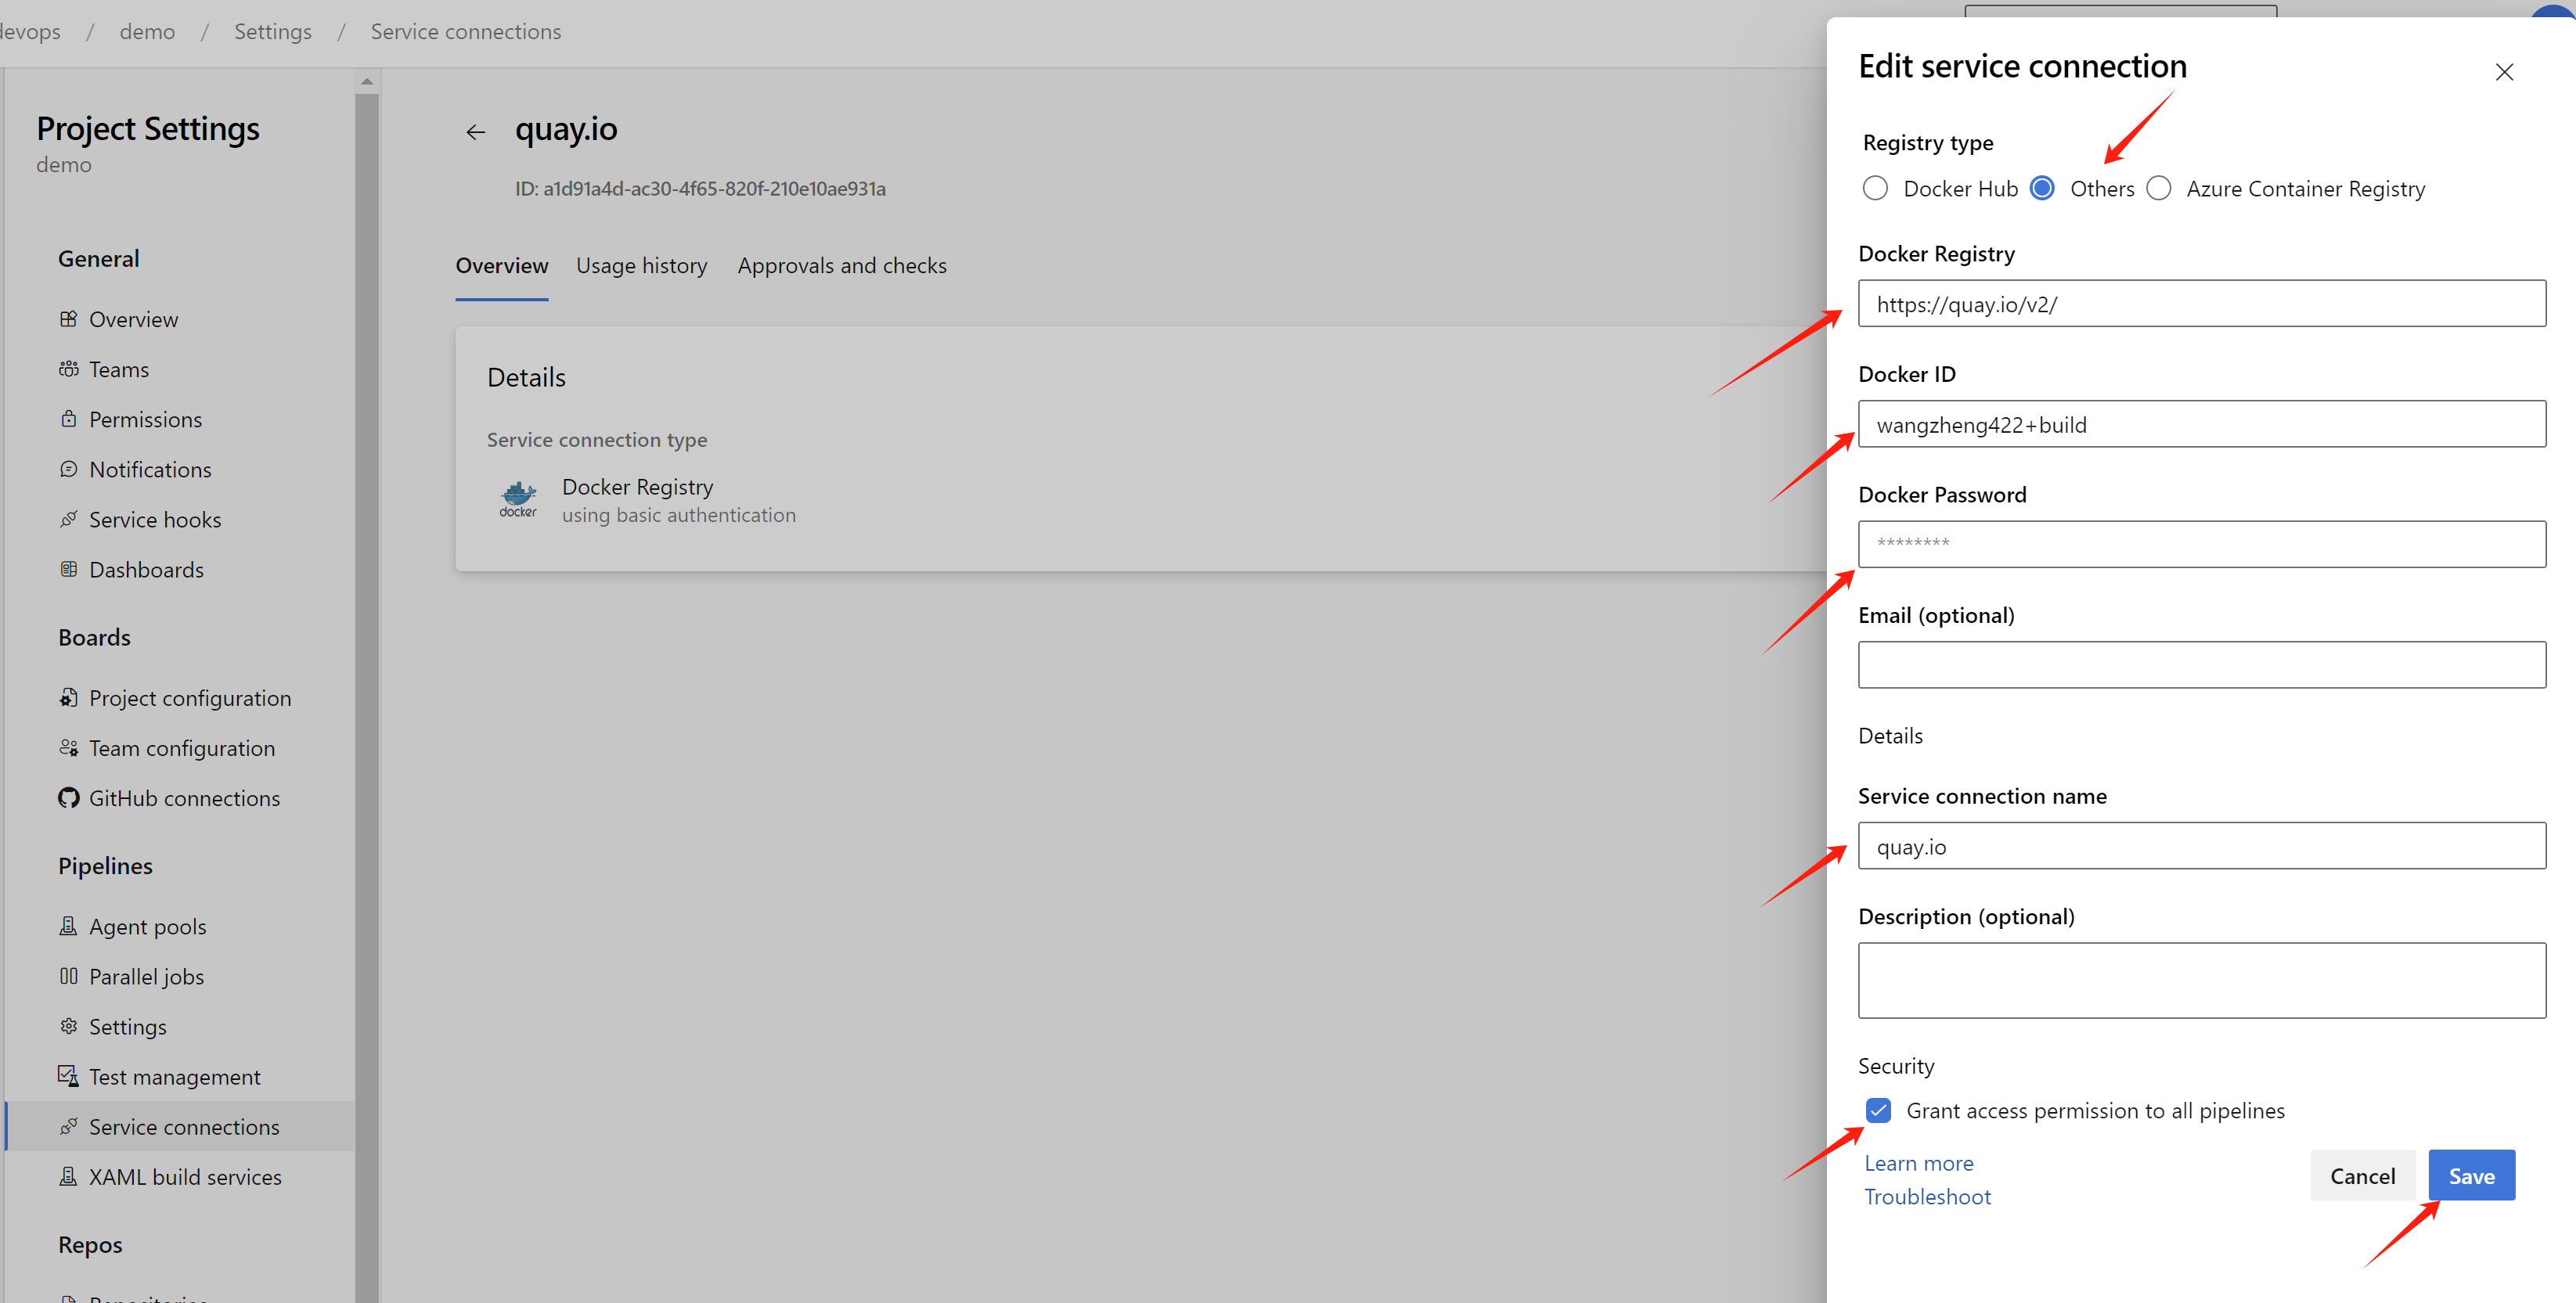 devops / demo / Settings / Service connections
Project Settings
demo
General
Overview
Teams
Permissions
Notifications
Service hooks
Dashboards
Boards
Project configuration
Team configuration
GitHub connections
Pipelines
Agent pools
Parallel jobs
Settings
Test management
Service connections
XAML build services
Repos
quay.io
ID: a1d91a4d-ac30-4f65-820f-210e10ae931a
Overview Usage history Approvals and checks
Details
Service connection type
docker
Docker Registry
using basic authentication
Edit service connection
Registry type
Docker Hub Others Azure Container Registry
Docker Registry
https://quay.io/v2/
Docker ID
wangzheng422+build
Docker Password
********
Email (optional)
Details
Service connection name
quay.io
Description (optional)
Security
Grant access permission to all pipelines
Learn more
Troubleshoot
Cancel Save